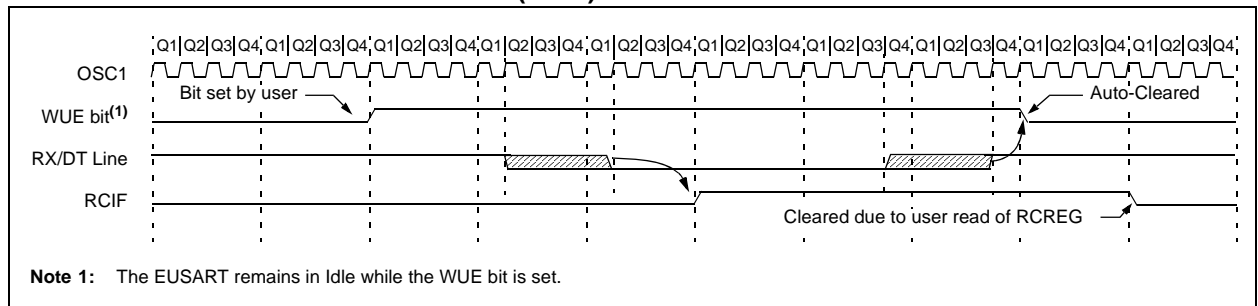 Q1 Q2 Q3 Q4 Q1 Q2 Q3 Q4 Q1 Q2 Q3 Q4 Q1 Q2 Q3 Q4 Q1 Q2 Q3 Q4 Q1 Q2 Q3 Q4 Q1 Q2 Q3 Q4 Q1 Q2 Q3 Q4 Q1 Q2 Q3 Q4 Q1 Q2 Q3 Q4
OSC1
Bit set by user
Auto-Cleared
WUE bit(1)
RX/DT Line
RCIF
Cleared due to user read of RCREG
Note 1: The EUSART remains in Idle while the WUE bit is set.